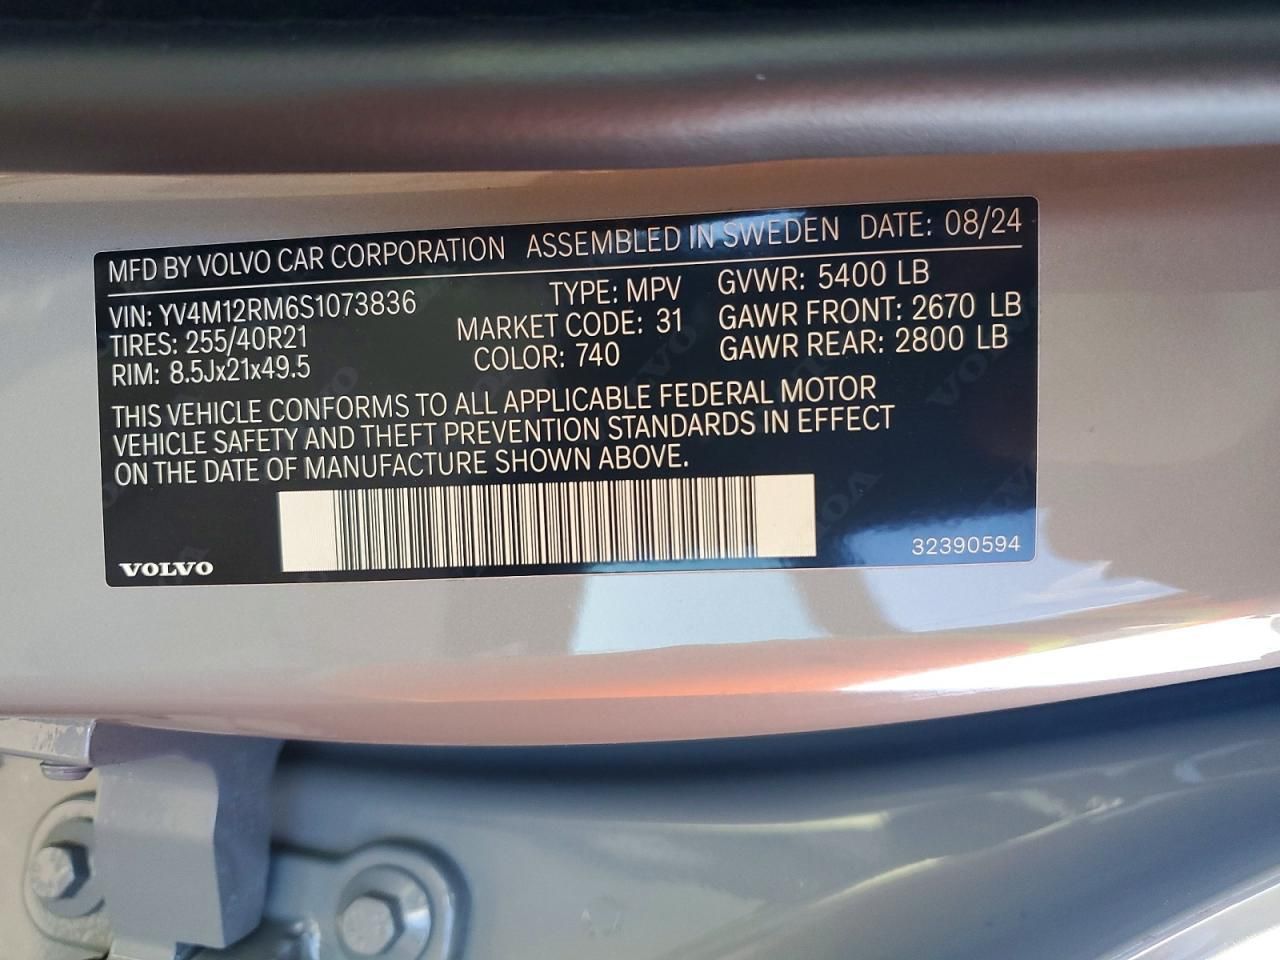 MFD BY VOLVO CAR CORPORATION ASSEMBLED IN SWEDEN DATE: 08/24
VIN: YV4M12RM6S1073836 TYPE: MPV GVWR: 5400 LB
TIRES: 255/40R21 MARKET CODE: 31 GAWR FRONT: 2670 LB
RIM: 8.5Jx21x49.5 COLOR: 740 GAWR REAR: 2800 LB
THIS VEHICLE CONFORMS TO ALL APPLICABLE FEDERAL MOTOR
VEHICLE SAFETY AND THEFT PREVENTION STANDARDS IN EFFECT
ON THE DATE OF MANUFACTURE SHOWN ABOVE.
VOLVO 32390594